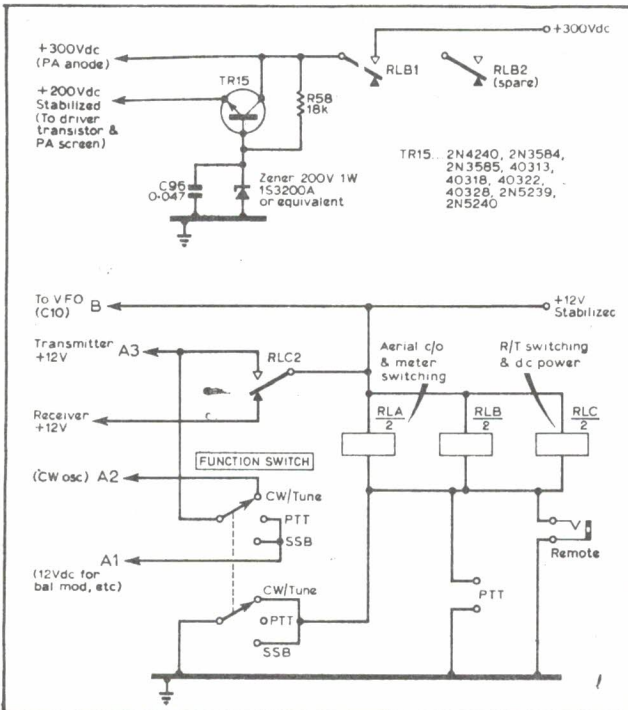 +300Vdc
+300Vdc
(PA anode)
TR15
RLB1
RLB2
(spare)
+200Vdc
Stabilized
(To driver
transistor &
PA screen)
R58
18k
TR15.. 2N4240, 2N3584,
2N3585, 40313,
40318, 40322,
40328, 2N5239,
2N5240
C96
0·047
Zener 200V 1W
1S3200A
or equivalent
To VFO B
(C10)
+12V
Stabilizec
Transmitter A3
+12V
RLC2
Aerial c/o
& meter
switching
R/T switching
& dc power
Receiver
+12V
RLA
2
RLB
2
RLC
2
FUNCTION SWITCH
(CW osc) A2
CW/Tune
PTT
SSB
A1
(12Vdc for
bal mod, etc)
Remote
CW/Tune
PTT
SSB
PTT